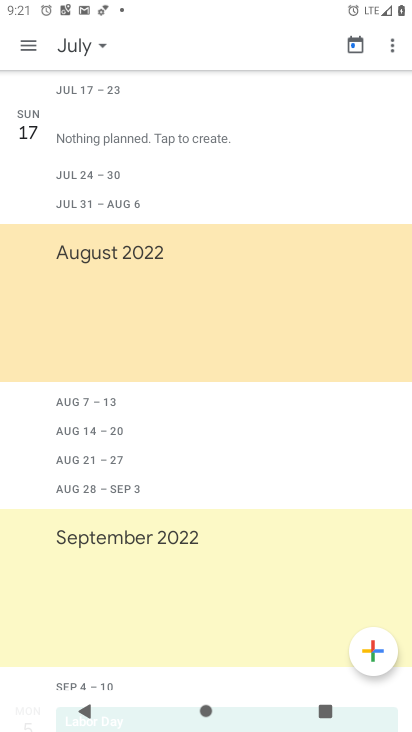 9:21
LTE
July
JUL 17 – 23
SUN
17
Nothing planned. Tap to create.
JUL 24 – 30
JUL 31 – AUG 6
August 2022
AUG 7 – 13
AUG 14 – 20
AUG 21 – 27
AUG 28 – SEP 3
September 2022
SEP 4 – 10
MON
5
Labor Day